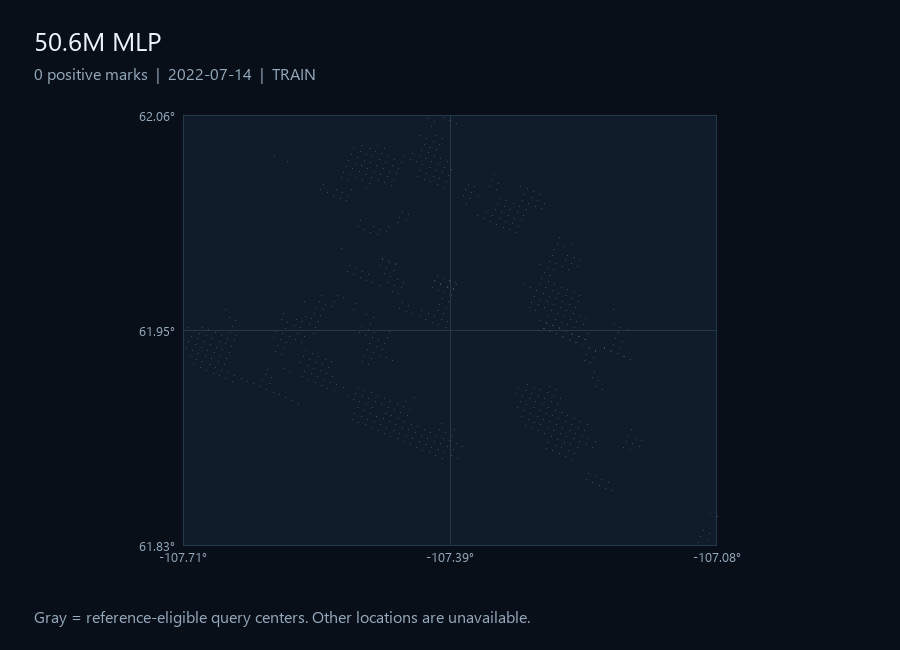 50.6M MLP
0 positive marks | 2022-07-14 | TRAIN
62.06°
61.95°
61.83°
-107.71° -107.39° -107.08°
Gray = reference-eligible query centers. Other locations are unavailable.